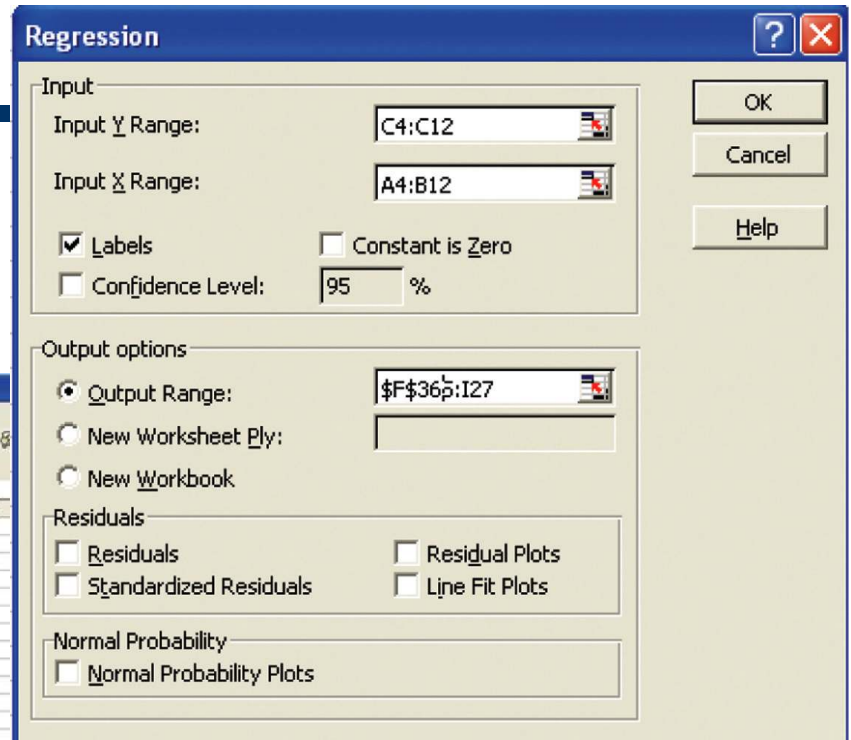 Regression
Input
Input Y Range: C4:C12
Input X Range: A4:B12
Labels Constant is Zero
Confidence Level: 95 %
OK
Cancel
Help
Output options
Output Range:
New Worksheet Ply:
New Workbook
Residuals
Residuals Residual Plots
Standardized Residuals Line Fit Plots
Normal Probability
Normal Probability Plots